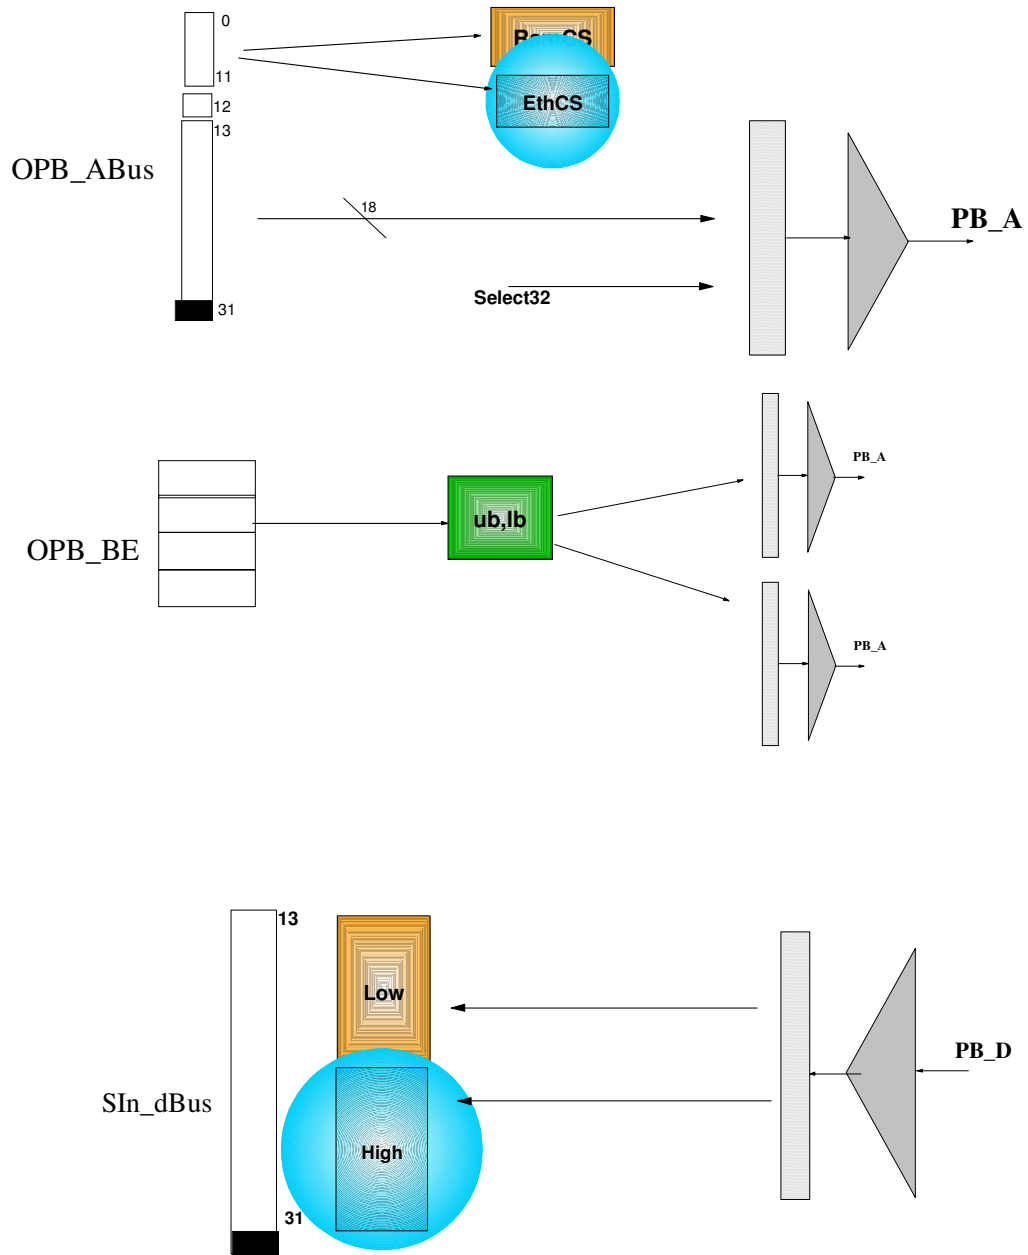 0
RamCS
11
EthCS
12
13
OPB_ABus
18
PB_A
Select32
31
PB_A
ub,lb
OPB_BE
PB_A
13
Low
PB_D
SIn_dBus
High
31